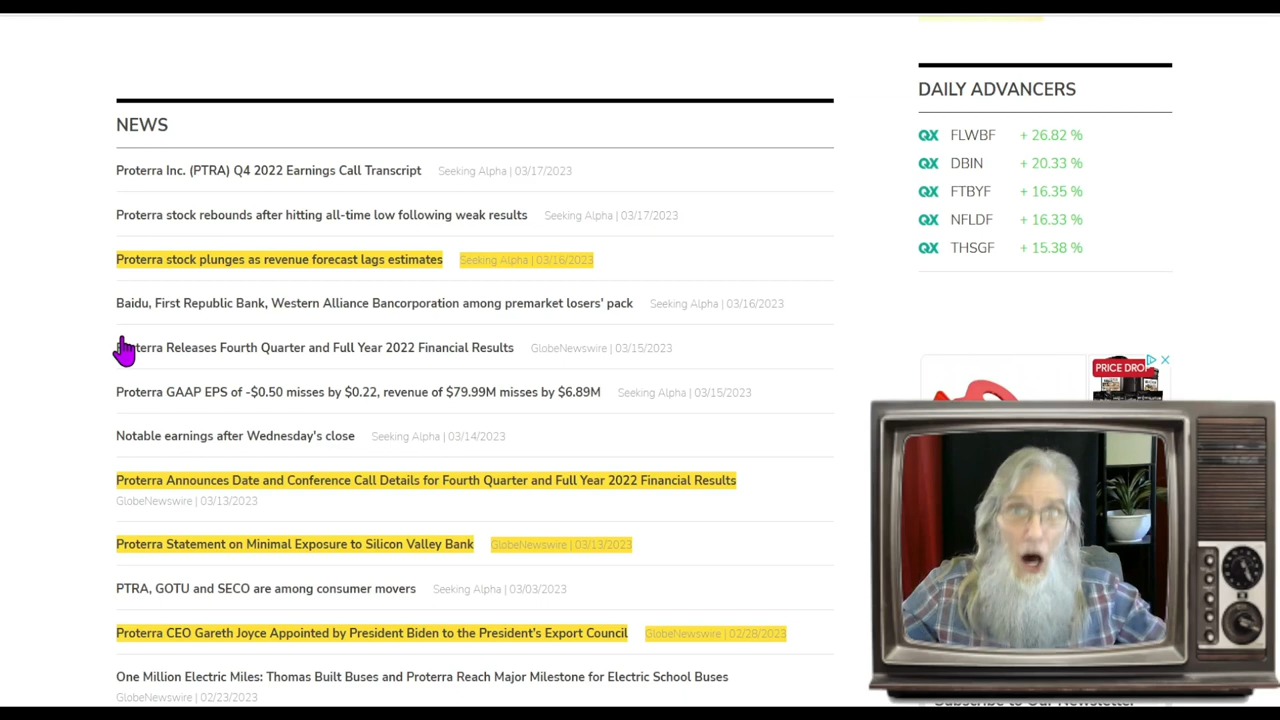 NEWS
Proterra Inc. (PTRA) Q4 2022 Earnings Call Transcript Seeking Alpha | 03/17/2023
Proterra stock rebounds after hitting all-time low following weak results Seeking Alpha | 03/17/2023
Proterra stock plunges as revenue forecast lags estimates Seeking Alpha | 03/16/2023
Baidu, First Republic Bank, Western Alliance Bancorporation among premarket losers' pack Seeking Alpha | 03/16/2023
Proterra Releases Fourth Quarter and Full Year 2022 Financial Results GlobeNewswire | 03/15/2023
Proterra GAAP EPS of -$0.50 misses by $0.22, revenue of $79.99M misses by $6.89M Seeking Alpha | 03/15/2023
Notable earnings after Wednesday's close Seeking Alpha | 03/14/2023
Proterra Announces Date and Conference Call Details for Fourth Quarter and Full Year 2022 Financial Results
GlobeNewswire | 03/13/2023
Proterra Statement on Minimal Exposure to Silicon Valley Bank GlobeNewswire | 03/13/2023
PTRA, GOTU and SECO are among consumer movers Seeking Alpha | 03/03/2023
Proterra CEO Gareth Joyce Appointed by President Biden to the President's Export Council GlobeNewswire | 02/28/2023
One Million Electric Miles: Thomas Built Buses and Proterra Reach Major Milestone for Electric School Buses
GlobeNewswire | 02/23/2023
DAILY ADVANCERS
QX FLWBF + 26.82 %
QX DBIN + 20.33 %
QX FTBYF + 16.35 %
QX NFLDF + 16.33 %
QX THSGF + 15.38 %
PRICE DROP
Subscribe to Our Newsletter